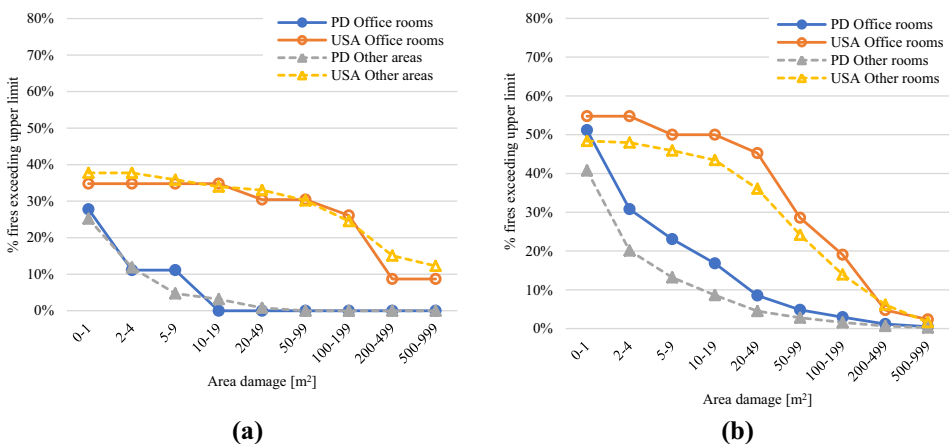 80%
70%
60%
50%
40%
30%
20%
10%
0%
% fires exceeding upper limit
PD Office rooms
USA Office rooms
PD Other areas
USA Other areas
0-1
2-4
5-9
10-19
20-49
50-99
100-199
200-499
500-999
Area damage [m²]
(a)
80%
70%
60%
50%
40%
30%
20%
10%
0%
% fires exceeding upper limit
PD Office rooms
USA Office rooms
PD Other rooms
USA Other rooms
0-1
2-4
5-9
10-19
20-49
50-99
100-199
200-499
500-999
Area damage [m²]
(b)